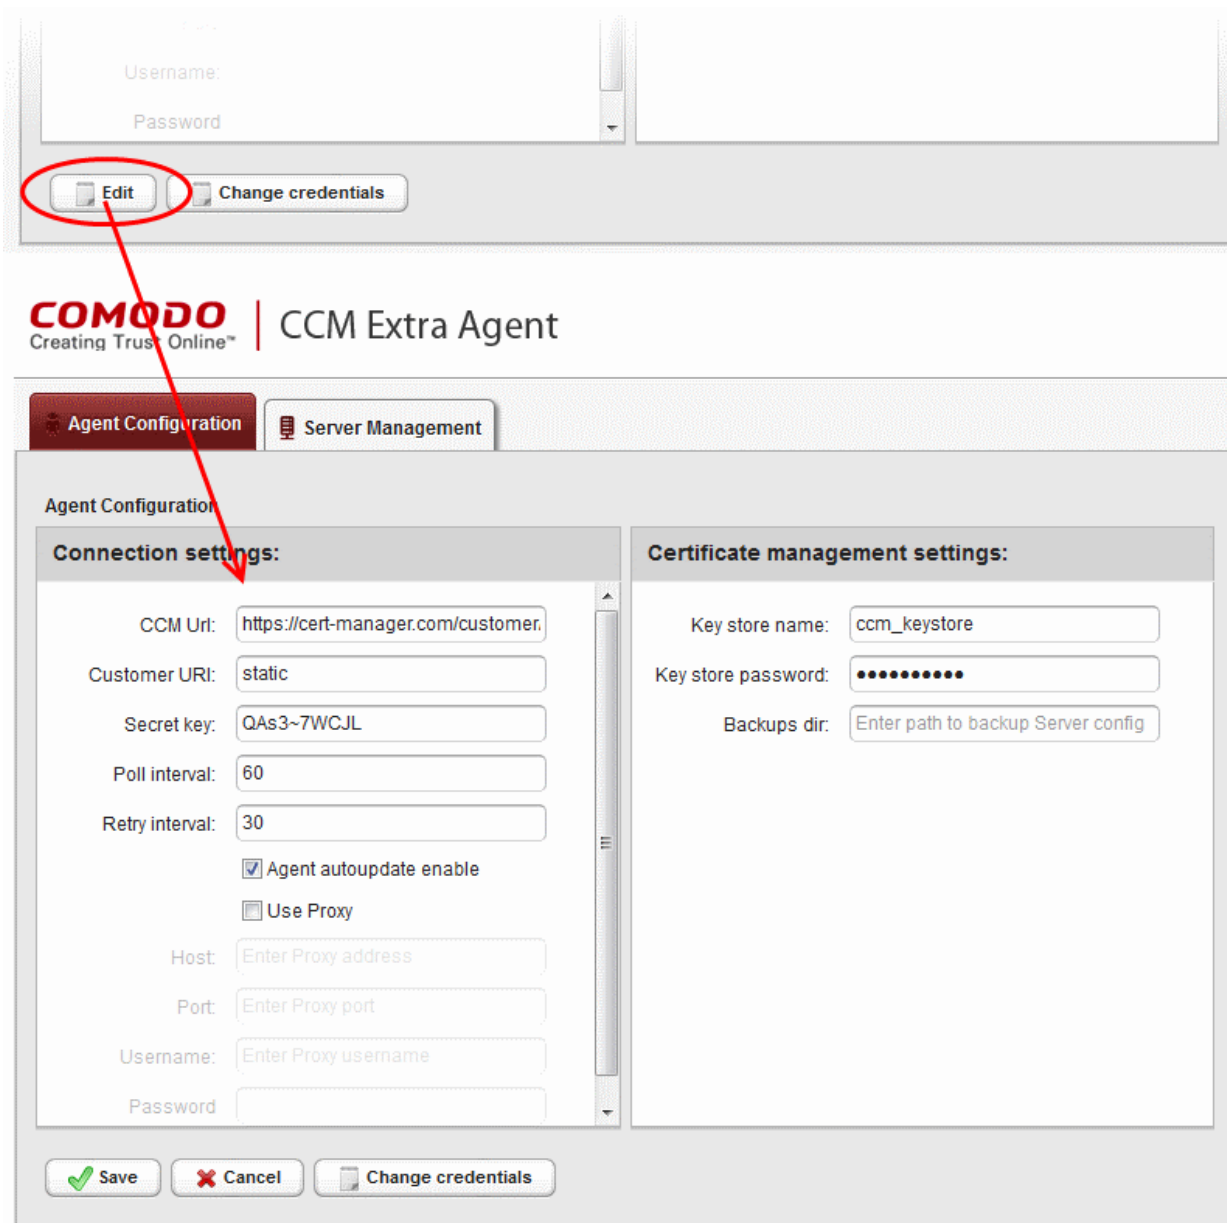 Username:
Password
Edit
Change credentials
COMODO
Creating Trust Online™
CCM Extra Agent
Agent Configuration
Server Management
Agent Configuration
Connection settings:
Certificate management settings:
CCM Url: https://cert-manager.com/customer/
Customer URI: static
Secret key: QAs3~7WCJL
Poll interval: 60
Retry interval: 30
Agent autoupdate enable
Use Proxy
Host: Enter Proxy address
Port: Enter Proxy port
Username: Enter Proxy username
Password
Key store name: ccm_keystore
Key store password: ••••••••••
Backups dir: Enter path to backup Server config
Save
Cancel
Change credentials